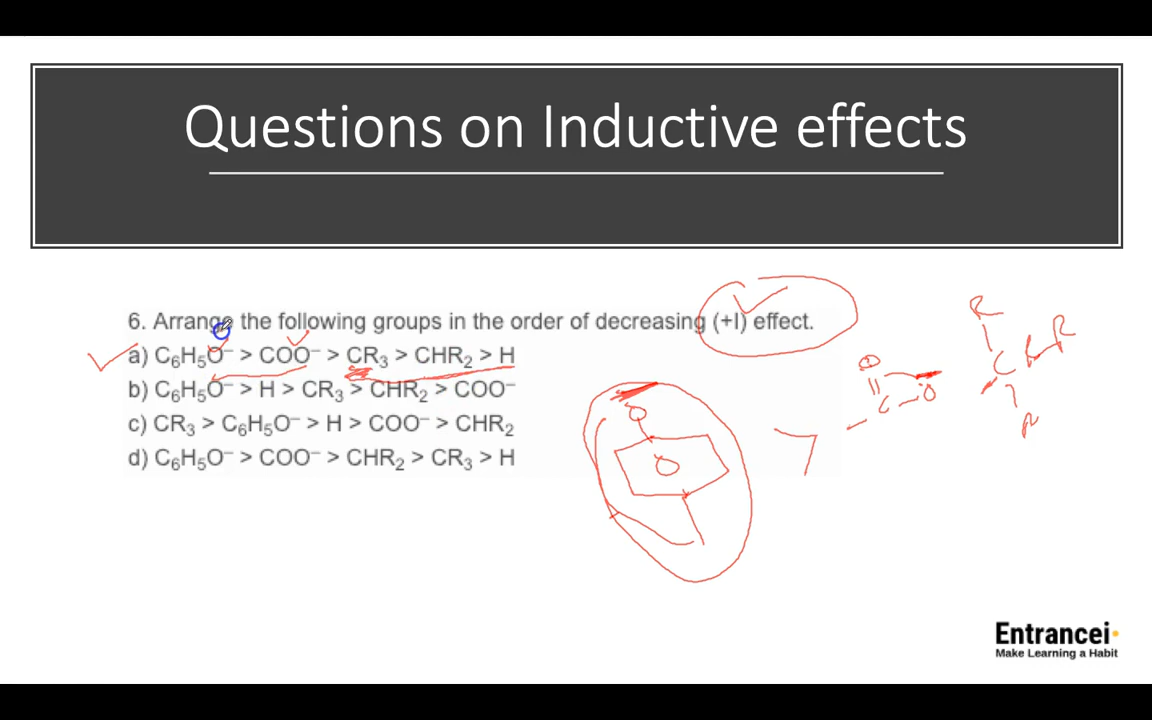 Questions on Inductive effects
6. Arrange the following groups in the order of decreasing (+I) effect.
a) C₆H₅O⁻ > COO⁻ > CR₃ > CHR₂ > H
b) C₆H₅O⁻ > H > CR₃ > CHR₂ > COO⁻
c) CR₃ > C₆H₅O⁻ > H > COO⁻ > CHR₂
d) C₆H₅O⁻ > COO⁻ > CHR₂ > CR₃ > H
R
R
C
O
C
O
R
O
O
Entrancei
Make Learning a Habit